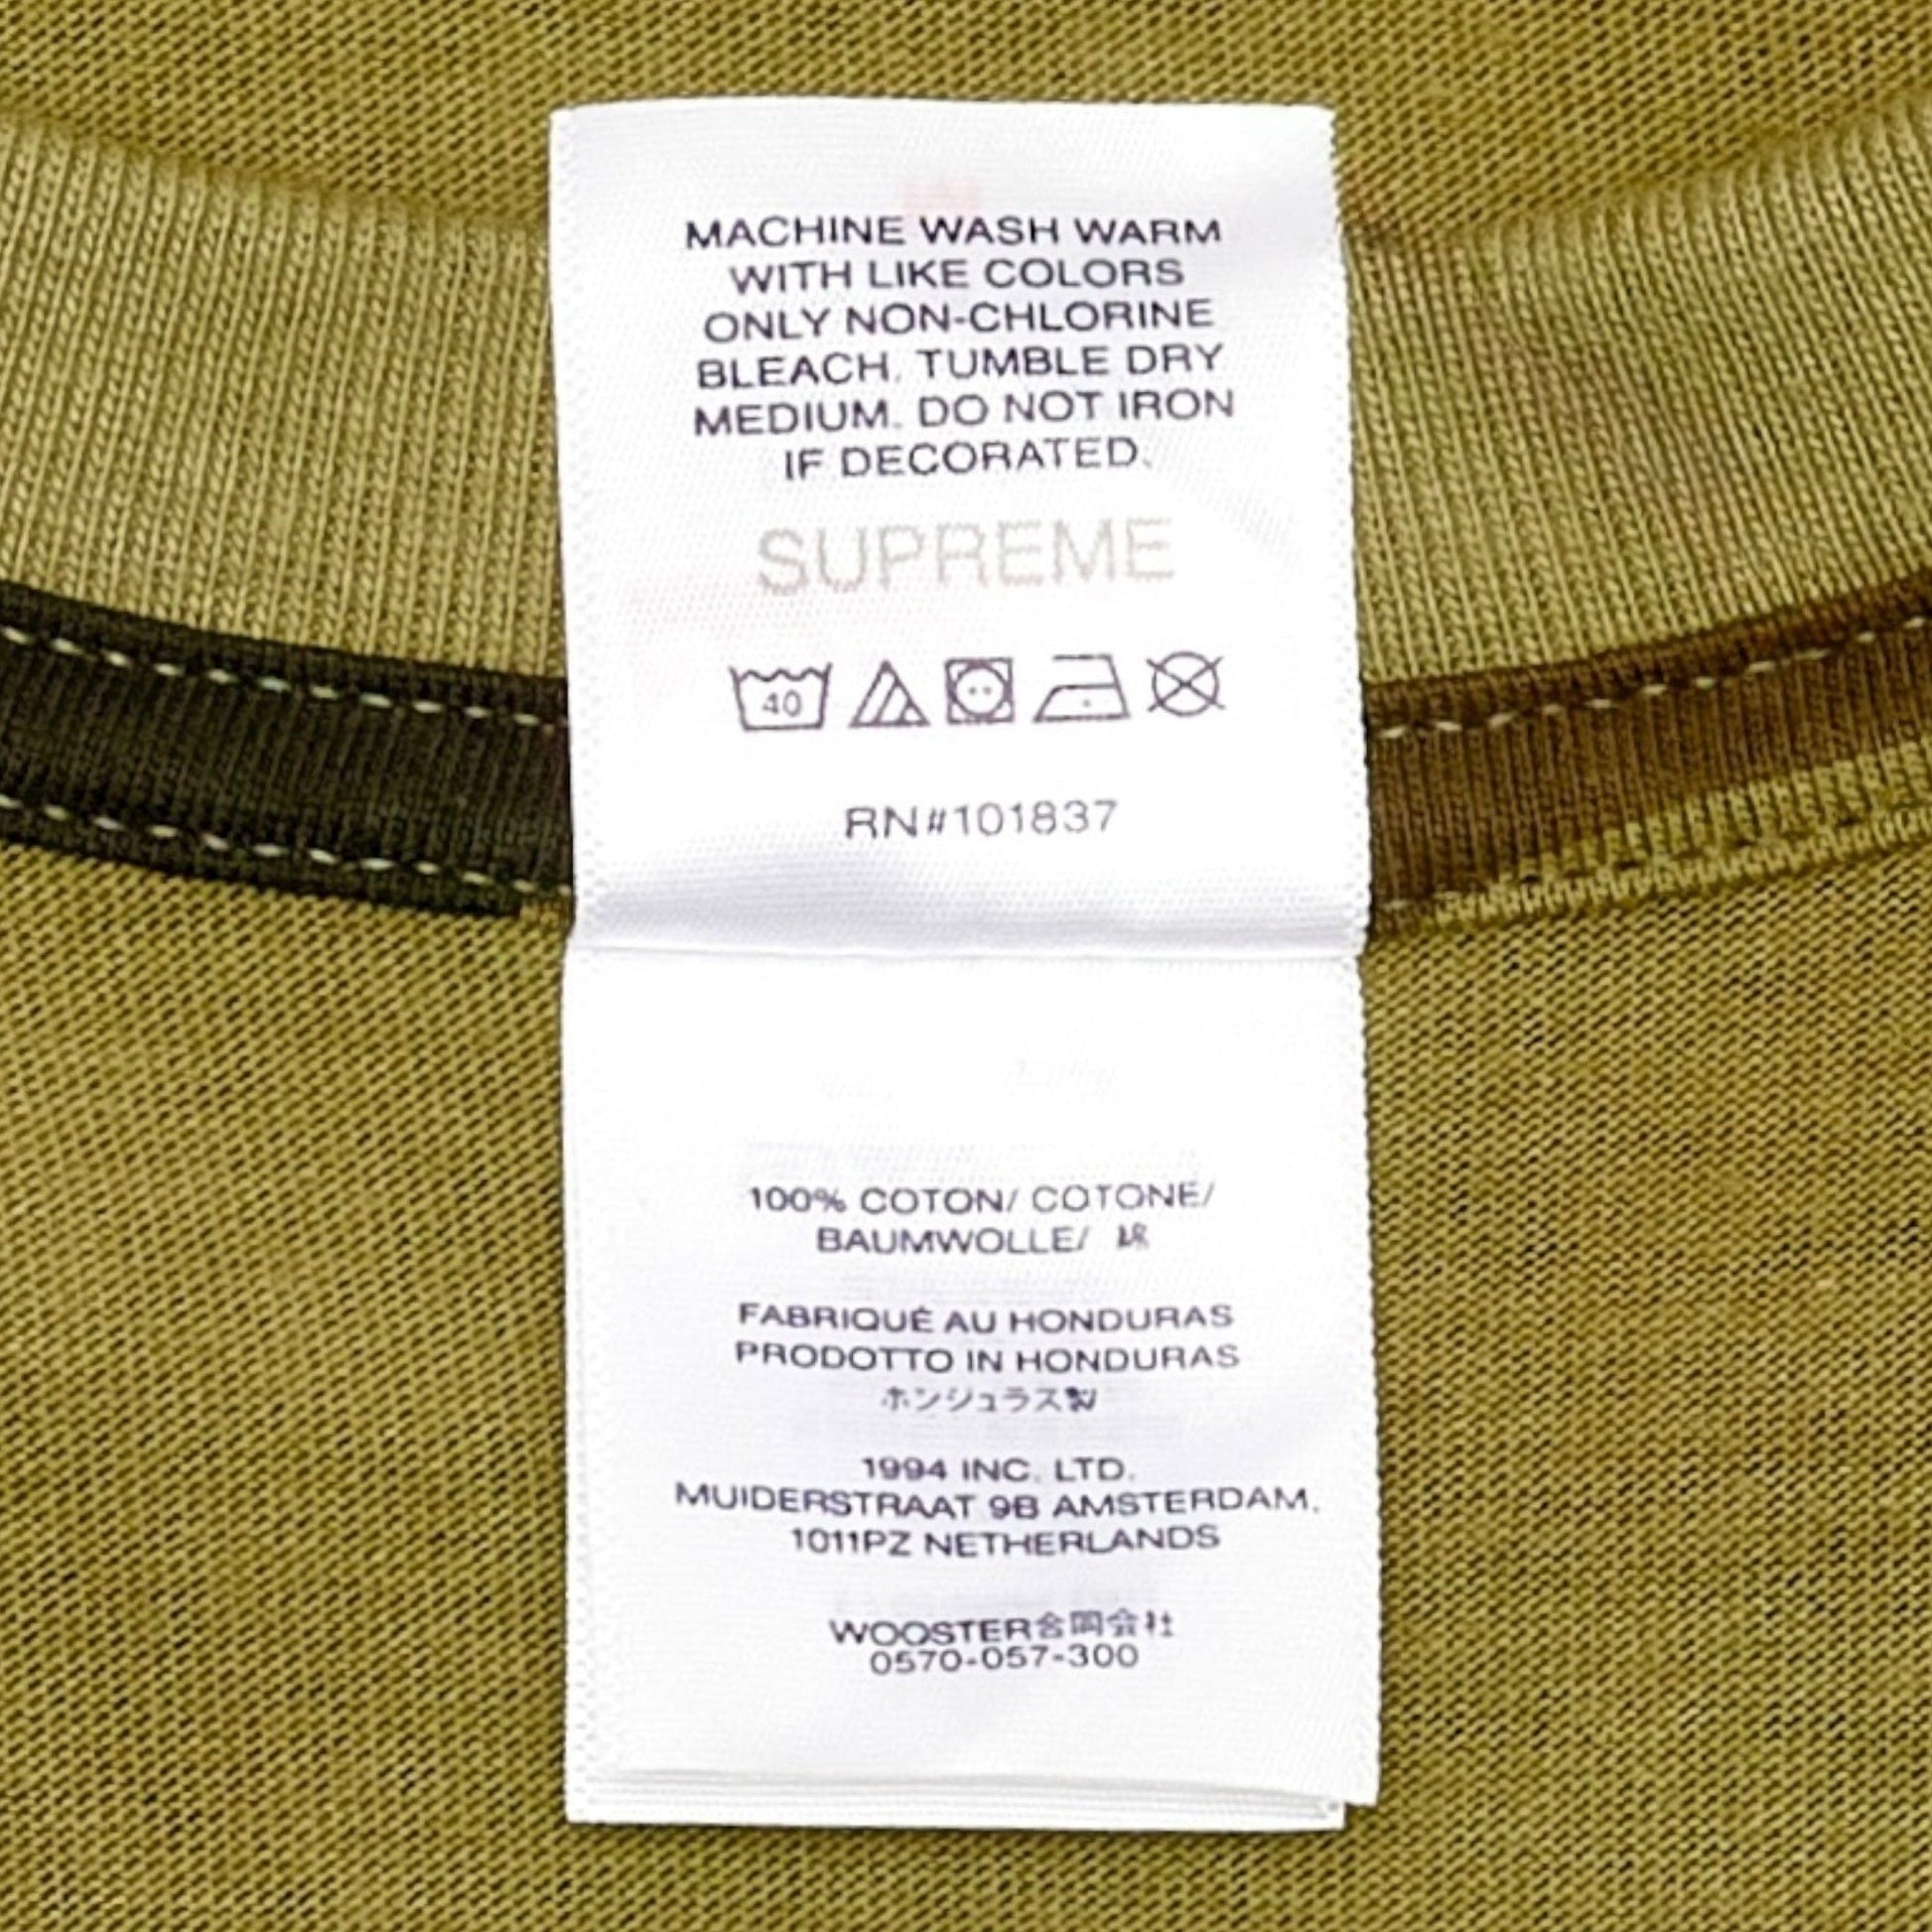 MACHINE WASH WARM
WITH LIKE COLORS
ONLY NON-CHLORINE
BLEACH. TUMBLE DRY
MEDIUM. DO NOT IRON
IF DECORATED.
SUPREME
40
RN#101837
100% COTON/ COTONE/
BAUMWOLLE/ 綿
FABRIQUÉ AU HONDURAS
PRODOTTO IN HONDURAS
ホンジュラス製
1994 INC. LTD.
MUIDERSTRAAT 9B AMSTERDAM,
1011PZ NETHERLANDS
WOOSTER合同会社
0570-057-300